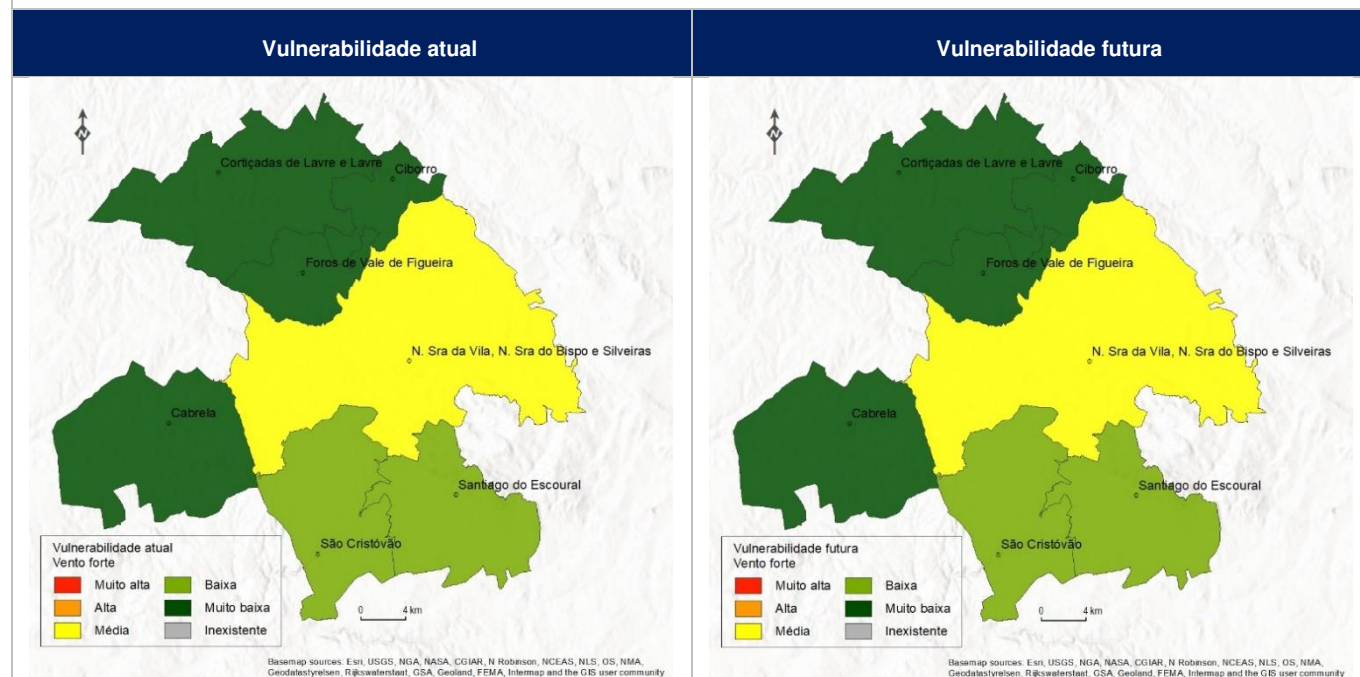 Vulnerabilidade atual
Cortiçadas de Lavre e Lavre
Ciborro
Foros de Vale de Figueira
N. Sra da Vila, N. Sra do Bispo e Silveiras
Cabrela
Santiago do Escoural
São Cristóvão
Vulnerabilidade atual
Vento forte
Muito alta
Baixa
Alta
Muito baixa
Média
Inexistente
0 4 km
Basemap sources: Esri, USGS, NGA, NASA, CGIAR, N Robinson, NCEAS, NLS, OS, NMA,
Geodatastyrelsen, Rijkswaterstaat, GSA, Geoland, FEMA, Intermap and the GIS user community
Vulnerabilidade futura
Cortiçadas de Lavre e Lavre
Ciborro
Foros de Vale de Figueira
N. Sra da Vila, N. Sra do Bispo e Silveiras
Cabrela
Santiago do Escoural
São Cristóvão
Vulnerabilidade futura
Vento forte
Muito alta
Baixa
Alta
Muito baixa
Média
Inexistente
0 4 km
Basemap sources: Esri, USGS, NGA, NASA, CGIAR, N Robinson, NCEAS, NLS, OS, NMA,
Geodatastyrelsen, Rijkswaterstaat, GSA, Geoland, FEMA, Intermap and the GIS user community